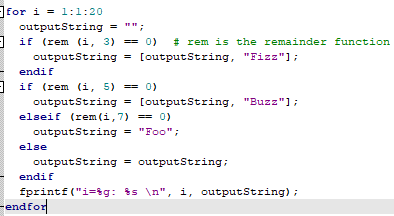 for i = 1:1:20
outputString = "";
if (rem (i, 3) == 0) # rem is the remainder function
outputString = [outputString, "Fizz"];
endif
if (rem (i, 5) == 0)
outputString = [outputString, "Buzz"];
elseif (rem(i,7) == 0)
outputString = "Foo";
else
outputString = outputString;
endif
fprintf("i=%g: %s \n", i, outputString);
endfor